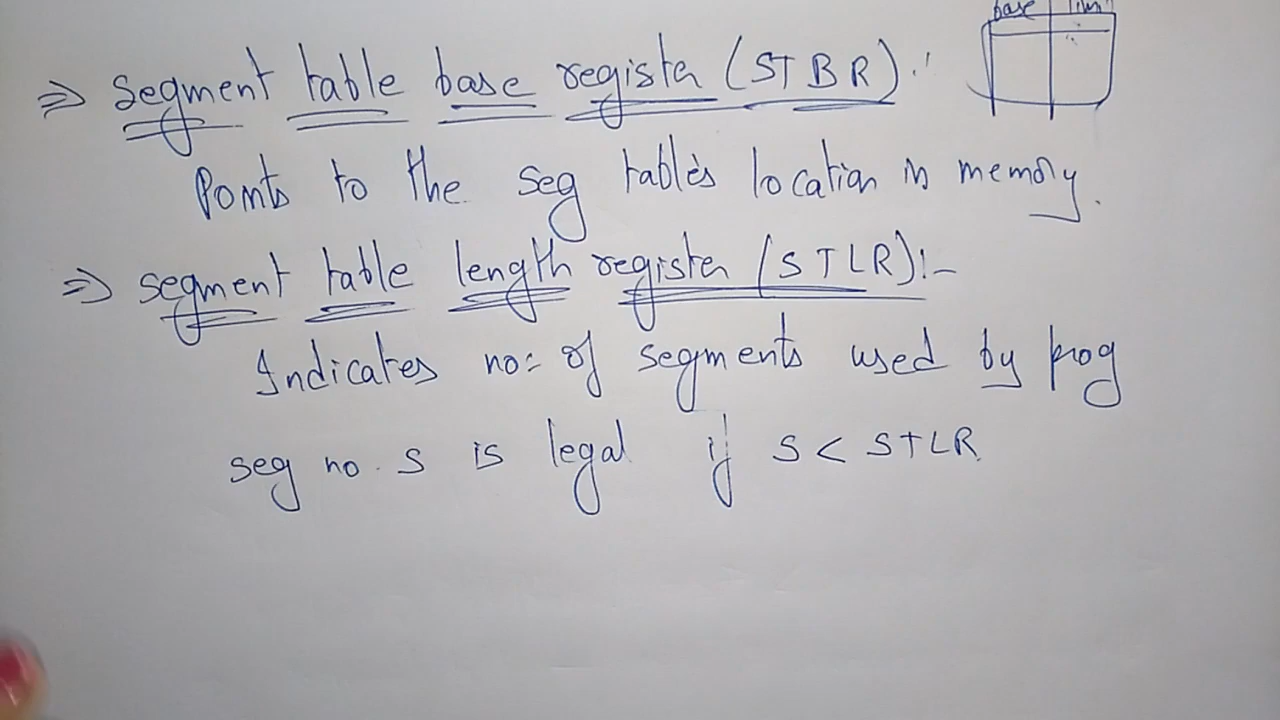 base
⇒ Segment table base register (STBR):
Points to the seg table's location in memory.
⇒ segment table length register (STLR):-
Indicates no: of segments used by prog
seg no. s is legal if s < STLR.